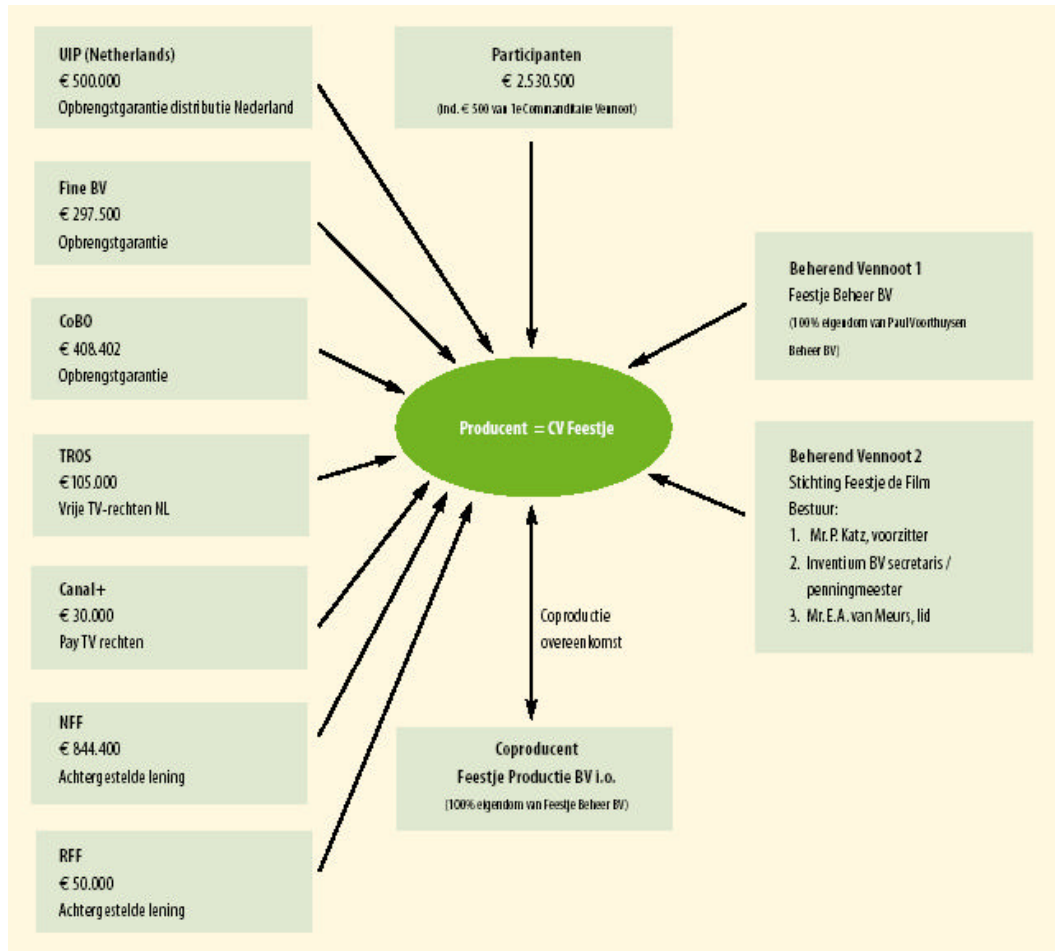 UIP (Netherlands)
€ 500.000
Opbrengstgarantie distributie Nederland
Participanten
€ 2.530.500
(incl. € 500 van 1e Commanditaire Vennoot)
Fine BV
€ 297.500
Opbrengstgarantie
CoBO
€ 408.402
Opbrengstgarantie
TROS
€105.000
Vrije TV-rechten NL
Canal+
€ 30.000
Pay TV rechten
NFF
€ 844.400
Achtergestelde lening
RFF
€ 50.000
Achtergestelde lening
Producent = CV Feestje
Beherend Vennoot 1
Feestje Beheer BV
(100% eigendom van Paul Voorthuysen
Beheer BV)
Beherend Vennoot 2
Stichting Feestje de Film
Bestuur:
1. Mr. P. Katz, voorzitter
2. Inventium BV secretaris /
penningmeester
3. Mr. E.A. van Meurs, lid
Coproductie
overeenkomst
Coproducent
Feestje Productie BV i.o.
(100% eigendom van Feestje Beheer BV)